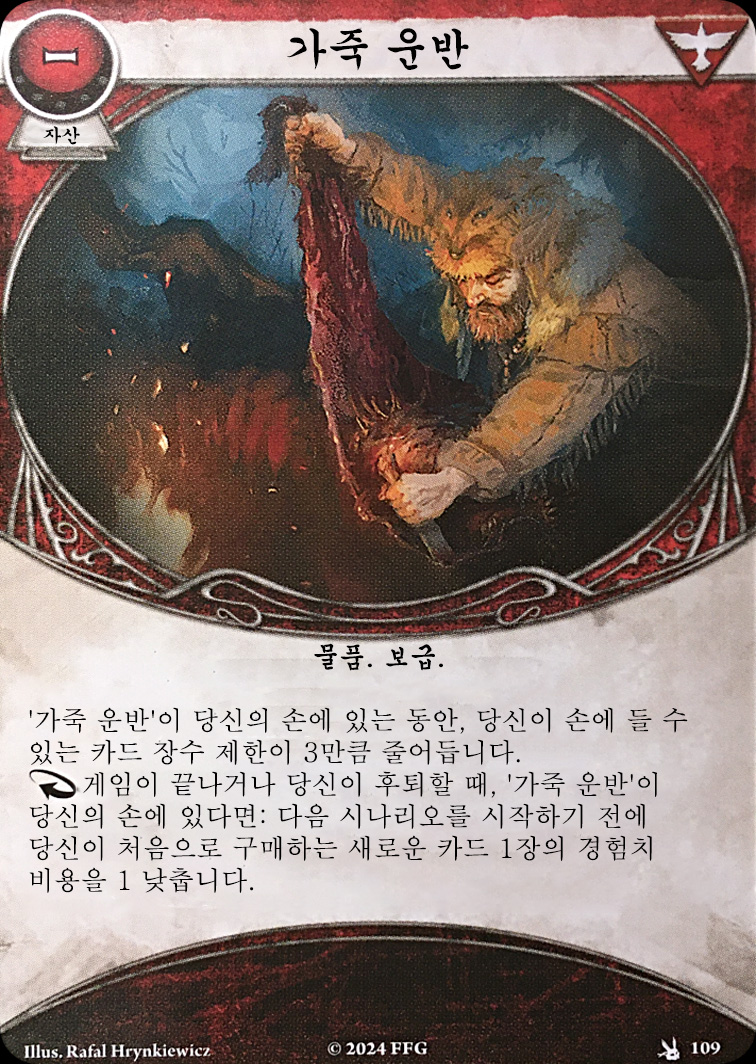 가죽 운반
자산
물품. 보급.
'가죽 운반'이 당신의 손에 있는 동안, 당신이 손에 들 수
있는 카드 장수 제한이 3만큼 줄어듭니다.
게임이 끝나거나 당신이 후퇴할 때, '가죽 운반'이
당신의 손에 있다면: 다음 시나리오를 시작하기 전에
당신이 처음으로 구매하는 새로운 카드 1장의 경험치
비용을 1 낮춥니다.
Illus. Rafal Hrynkiewicz
© 2024 FFG
109